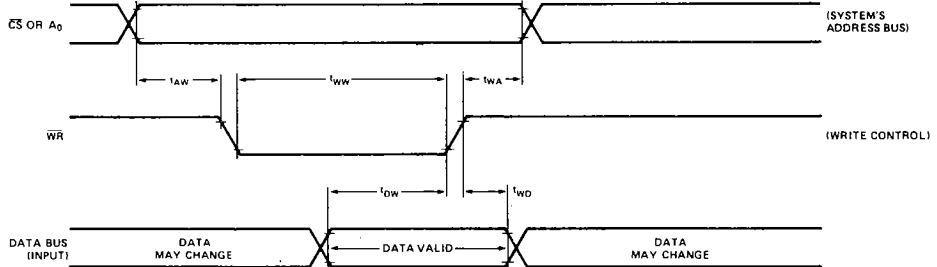 CS OR A0
(SYSTEM'S
ADDRESS BUS)
tAW
tWW
tWA
WR
(WRITE CONTROL)
tDW
tWD
DATA BUS
(INPUT)
DATA
MAY CHANGE
DATA VALID
DATA
MAY CHANGE